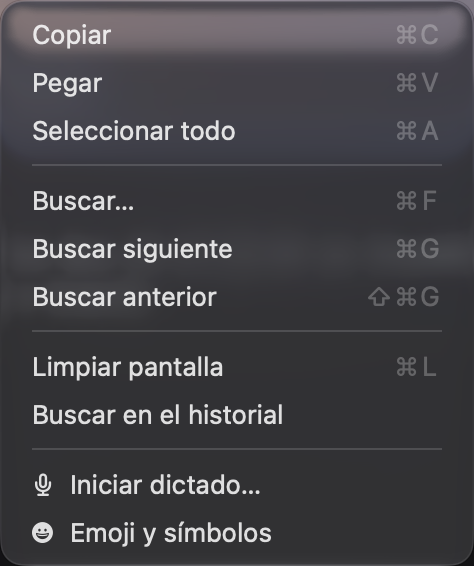 Copiar ⌘C
Pegar ⌘V
Seleccionar todo ⌘A
Buscar... ⌘F
Buscar siguiente ⌘G
Buscar anterior ⇧⌘G
Limpiar pantalla ⌘L
Buscar en el historial
Iniciar dictado...
Emoji y símbolos